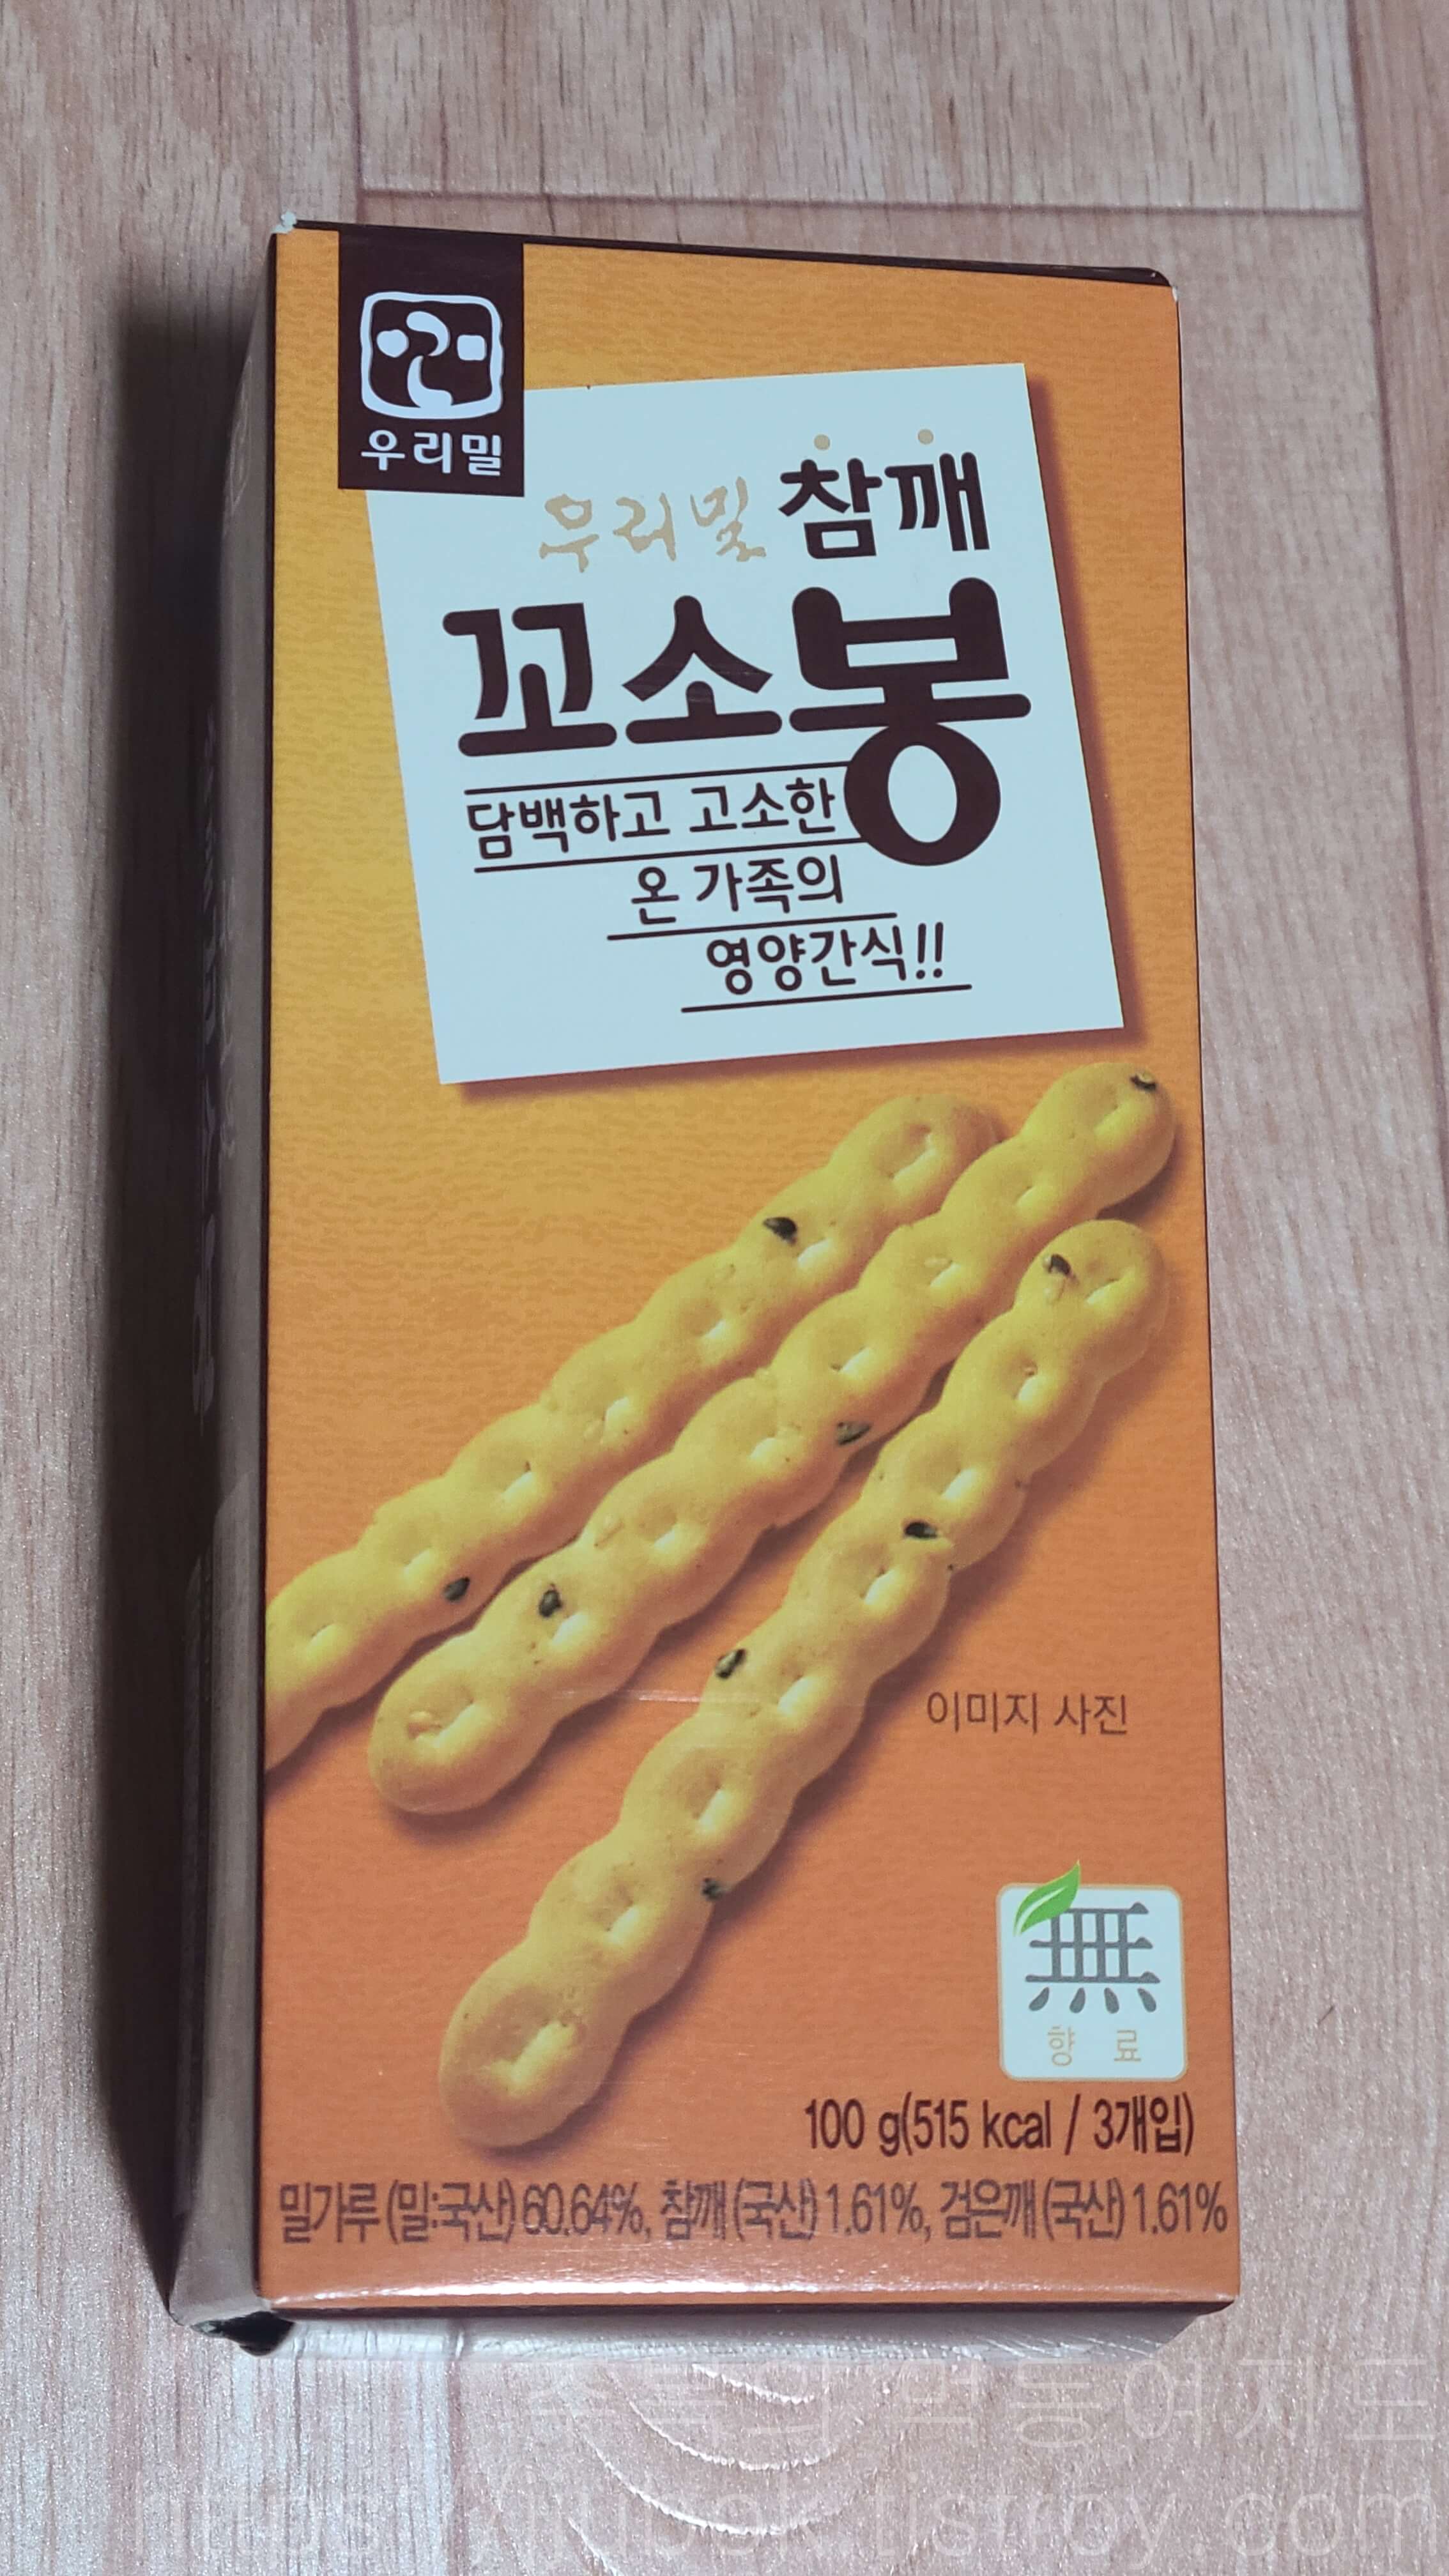 우리밀
우리밀 참깨
꼬소봉
담백하고 고소한
온 가족의
영양간식!!
이미지 사진
無
향 료
100 g(515 kcal / 3개입)
밀가루 (밀:국산) 60.64%, 참깨 (국산) 1.61%, 검은깨 (국산) 1.61%